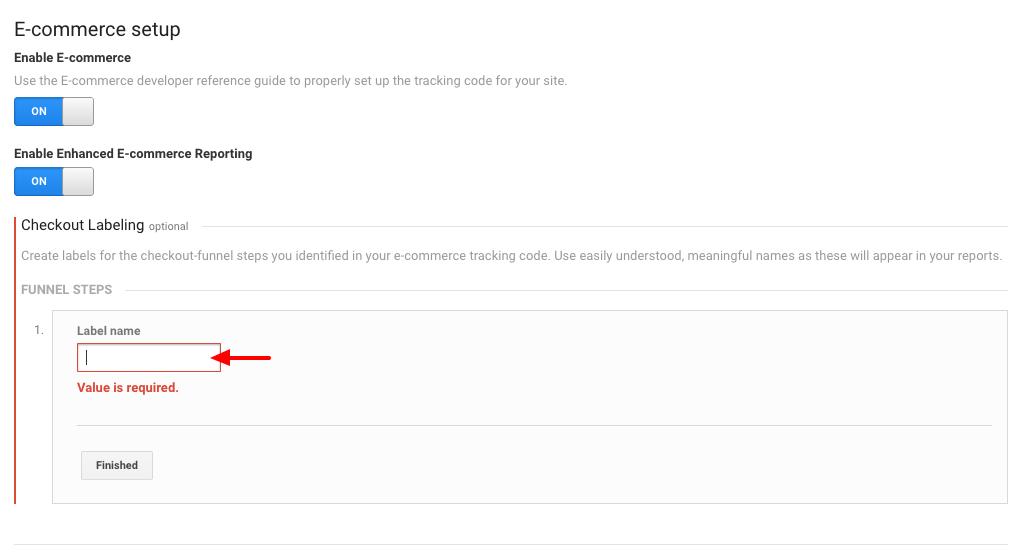 E-commerce setup
Enable E-commerce
Use the E-commerce developer reference guide to properly set up the tracking code for your site.
ON
Enable Enhanced E-commerce Reporting
ON
Checkout Labeling optional
Create labels for the checkout-funnel steps you identified in your e-commerce tracking code. Use easily understood, meaningful names as these will appear in your reports.
FUNNEL STEPS
1.
Label name
Value is required.
Finished